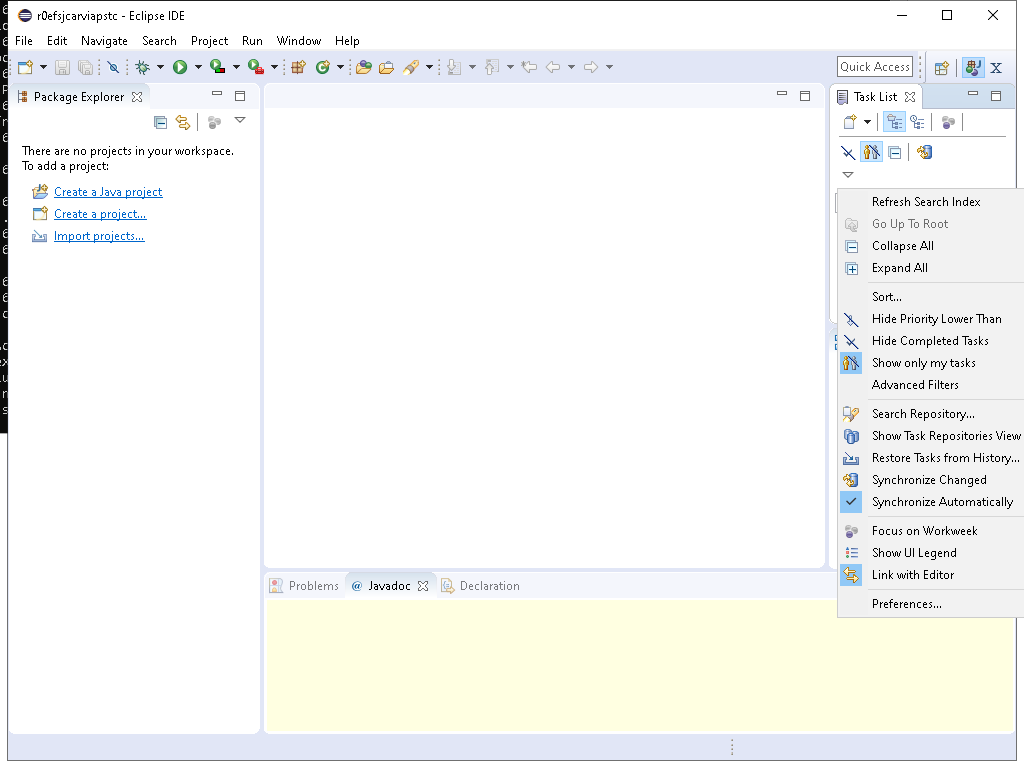 r0efsjcarviapstc - Eclipse IDE
File Edit Navigate Search Project Run Window Help
Quick Access
Package Explorer
Task List
There are no projects in your workspace.
To add a project:
Create a Java project
Create a project...
Import projects...
Refresh Search Index
Go Up To Root
Collapse All
Expand All
Sort...
Hide Priority Lower Than
Hide Completed Tasks
Show only my tasks
Advanced Filters
Search Repository...
Show Task Repositories View
Restore Tasks from History...
Synchronize Changed
Synchronize Automatically
Focus on Workweek
Show UI Legend
Link with Editor
Preferences...
Problems @ Javadoc Declaration